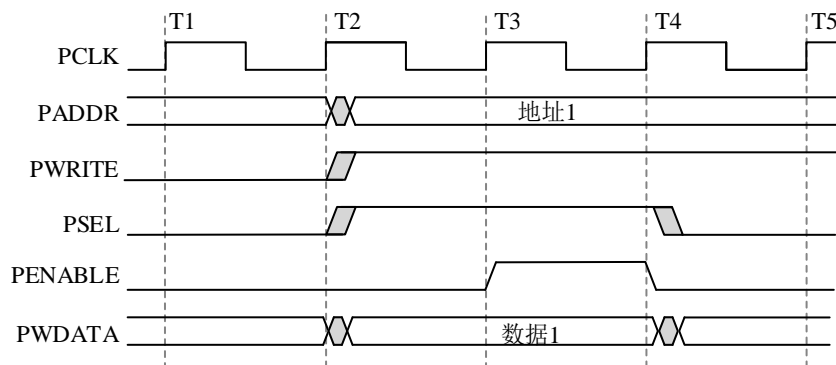 T1 T2 T3 T4 T5
PCLK
PADDR 地址1
PWRITE
PSEL
PENABLE
PWDATA 数据1